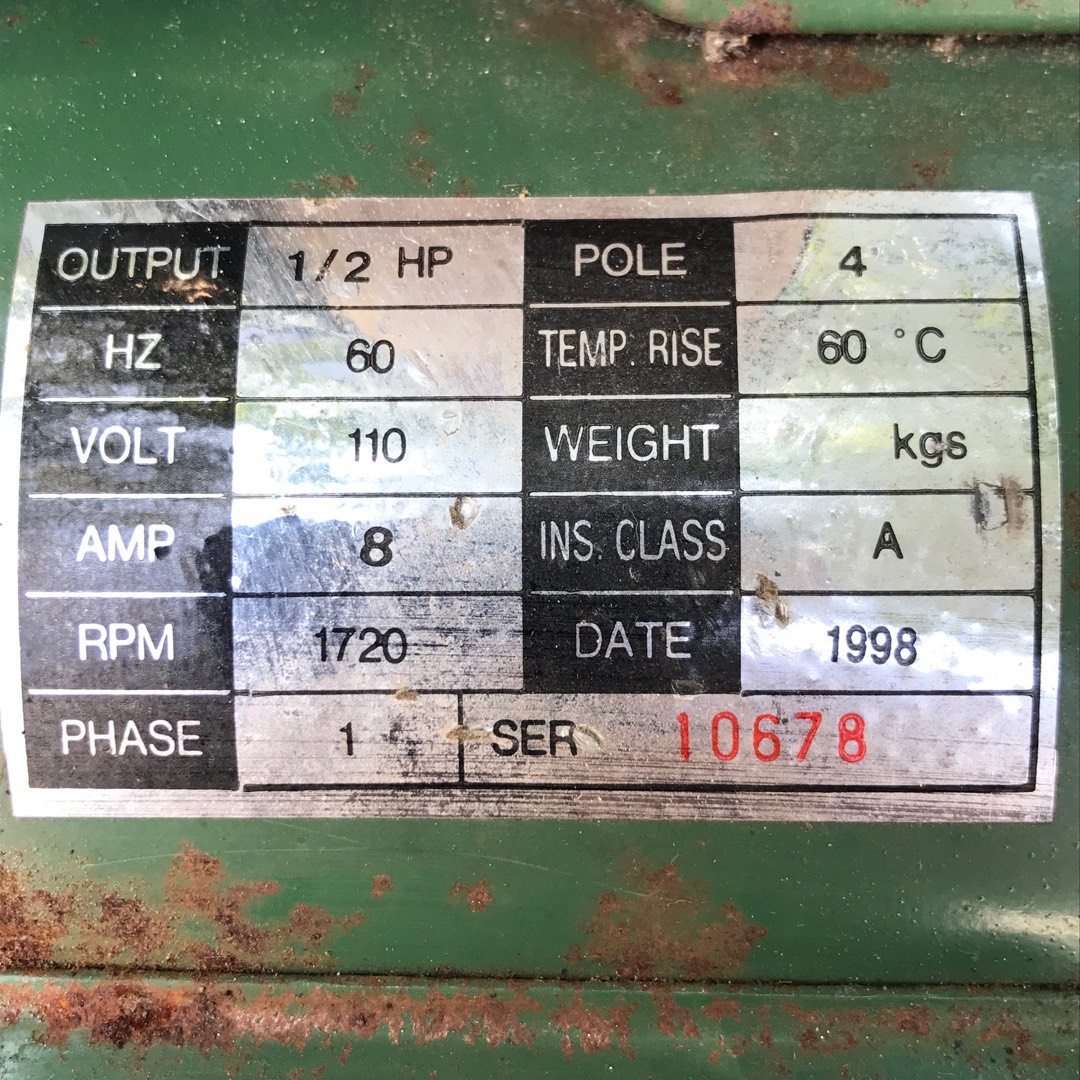 OUTPUT 1/2 HP POLE 4
HZ 60 TEMP. RISE 60 °C
VOLT 110 WEIGHT kgs
AMP 8 INS. CLASS A
RPM 1720 DATE 1998
PHASE 1 SER 10678